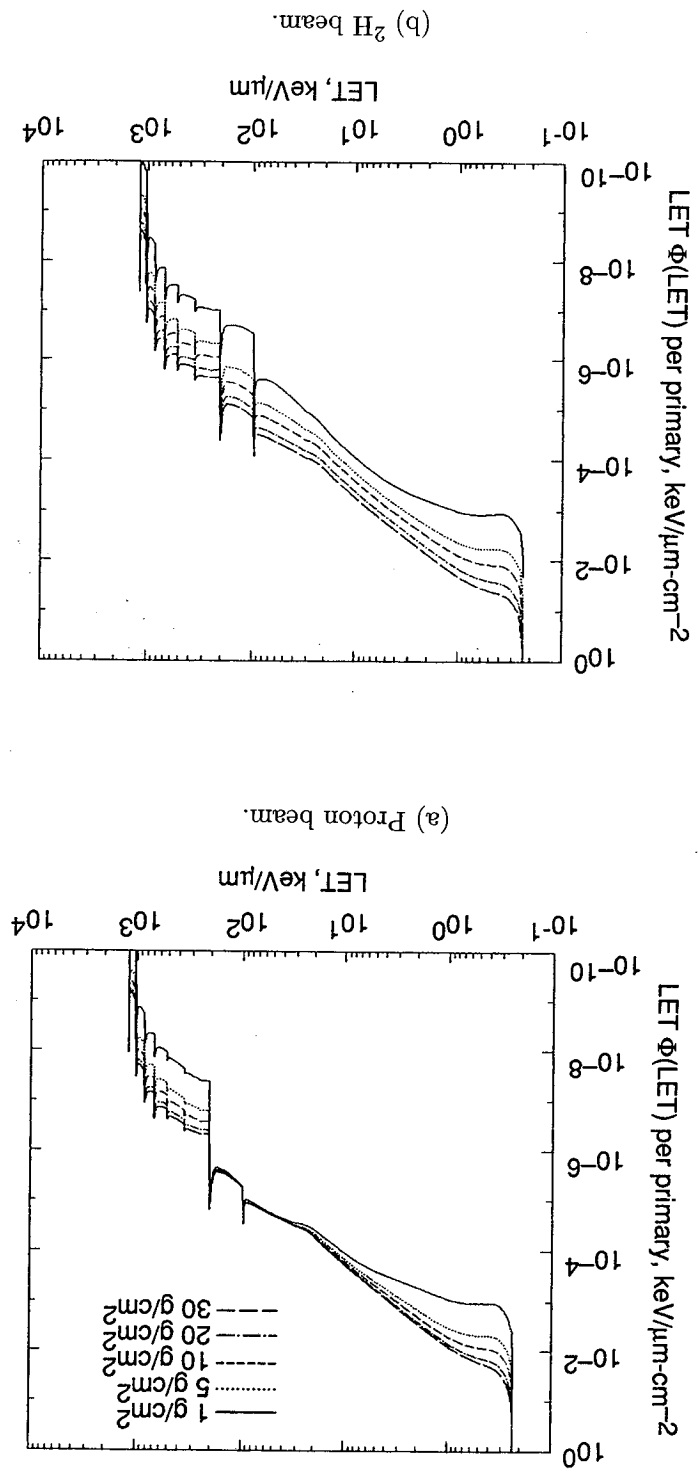 LET Φ(LET) per primary, keV/μm-cm⁻²
10⁰
10⁻²
10⁻⁴
10⁻⁶
10⁻⁸
10⁻¹⁰
1 g/cm²
5 g/cm²
10 g/cm²
20 g/cm²
30 g/cm²
10⁻¹ 10⁰ 10¹ 10² 10³ 10⁴
LET, keV/μm
(a) Proton beam.
LET Φ(LET) per primary, keV/μm-cm⁻²
10⁰
10⁻²
10⁻⁴
10⁻⁶
10⁻⁸
10⁻¹⁰
10⁻¹ 10⁰ 10¹ 10² 10³ 10⁴
LET, keV/μm
(b) ²H beam.